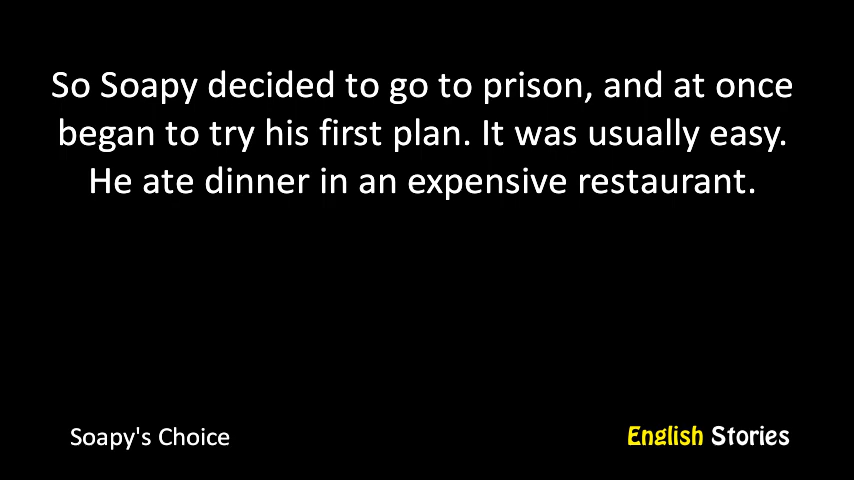 So Soapy decided to go to prison, and at once
began to try his first plan. It was usually easy.
He ate dinner in an expensive restaurant.
Soapy's Choice
English Stories